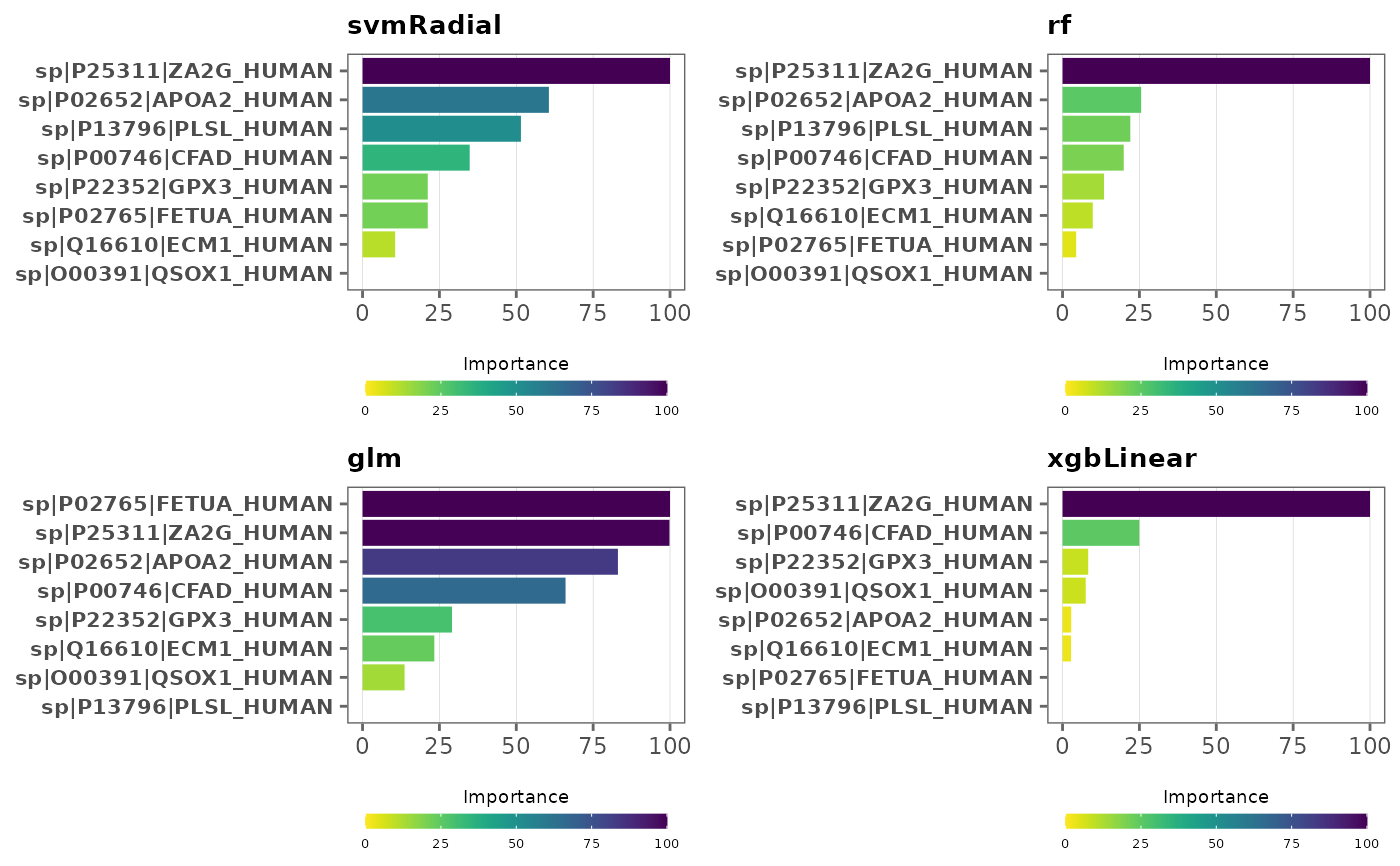 svmRadial
sp|P25311|ZA2G_HUMAN
sp|P02652|APOA2_HUMAN
sp|P13796|PLSL_HUMAN
sp|P00746|CFAD_HUMAN
sp|P22352|GPX3_HUMAN
sp|P02765|FETUA_HUMAN
sp|Q16610|ECM1_HUMAN
sp|O00391|QSOX1_HUMAN
0 25 50 75 100
Importance
0 25 50 75 100
rf
sp|P25311|ZA2G_HUMAN
sp|P02652|APOA2_HUMAN
sp|P13796|PLSL_HUMAN
sp|P00746|CFAD_HUMAN
sp|P22352|GPX3_HUMAN
sp|Q16610|ECM1_HUMAN
sp|P02765|FETUA_HUMAN
sp|O00391|QSOX1_HUMAN
0 25 50 75 100
Importance
0 25 50 75 100
glm
sp|P02765|FETUA_HUMAN
sp|P25311|ZA2G_HUMAN
sp|P02652|APOA2_HUMAN
sp|P00746|CFAD_HUMAN
sp|P22352|GPX3_HUMAN
sp|Q16610|ECM1_HUMAN
sp|O00391|QSOX1_HUMAN
sp|P13796|PLSL_HUMAN
0 25 50 75 100
Importance
0 25 50 75 100
xgbLinear
sp|P25311|ZA2G_HUMAN
sp|P00746|CFAD_HUMAN
sp|P22352|GPX3_HUMAN
sp|O00391|QSOX1_HUMAN
sp|P02652|APOA2_HUMAN
sp|Q16610|ECM1_HUMAN
sp|P02765|FETUA_HUMAN
sp|P13796|PLSL_HUMAN
0 25 50 75 100
Importance
0 25 50 75 100